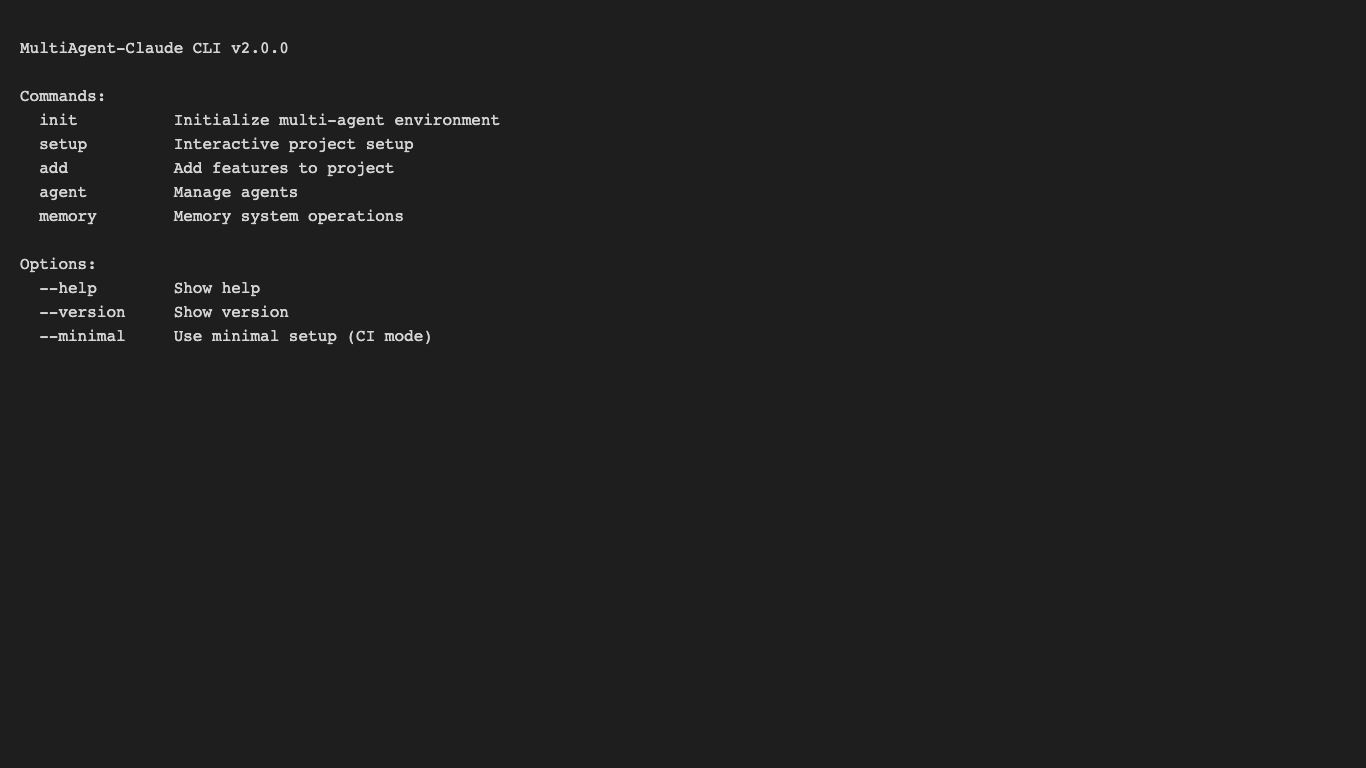 MultiAgent-Claude CLI v2.0.0
Commands:
init Initialize multi-agent environment
setup Interactive project setup
add Add features to project
agent Manage agents
memory Memory system operations
Options:
--help Show help
--version Show version
--minimal Use minimal setup (CI mode)